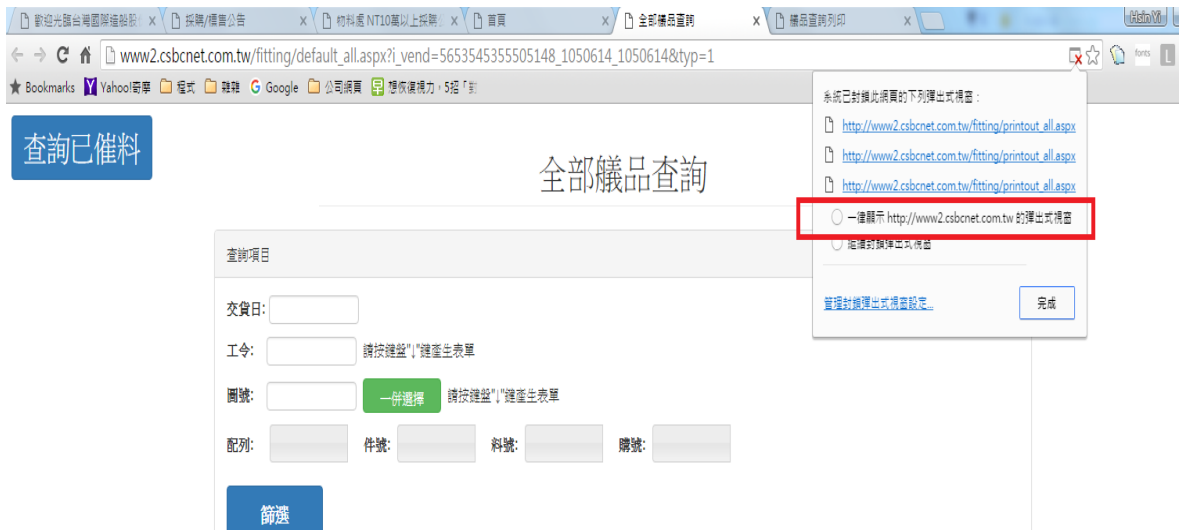 歡迎光臨台灣國際造船股
採購/標售公告
物料處 NT10萬以上採購
首頁
全部艤品查詢
艤品查詢列印
Hsin Yi
www2.csbcnet.com.tw/fitting/default_all.aspx?i_vend=5653545355505148_1050614_1050614&typ=1
fonts
L
Bookmarks Yahoo!奇摩 程式 雜雜 Google 公司網頁 早 想恢復視力，5招「對
系統已封鎖此網頁的下列彈出式視窗：
http://www2.csbcnet.com.tw/fitting/printout_all.aspx
http://www2.csbcnet.com.tw/fitting/printout_all.aspx
http://www2.csbcnet.com.tw/fitting/printout_all.aspx
一律顯示 http://www2.csbcnet.com.tw 的彈出式視窗
繼續封鎖彈出式視窗
管理封鎖彈出式視窗設定...
完成
查詢已催料
全部艤品查詢
查詢項目
交貨日:
工令: 請按鍵盤"↓"鍵產生表單
圖號: 一併選擇 請按鍵盤"↓"鍵產生表單
配列: 件號: 料號: 購號:
篩選